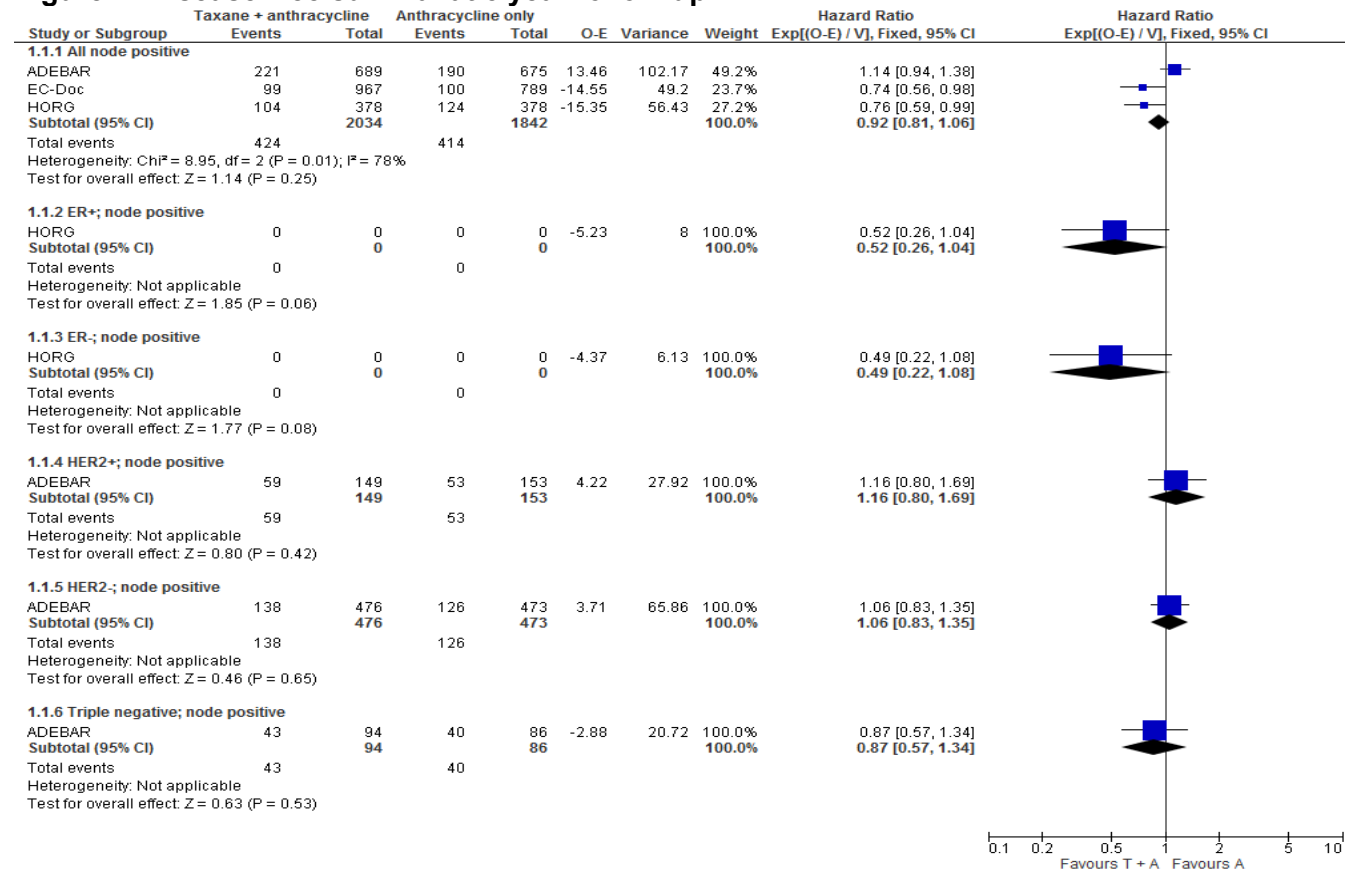 Taxane + anthracycline Anthracycline only Hazard Ratio Hazard Ratio
Study or Subgroup Events Total Events Total O-E Variance Weight Exp[(O-E) / V], Fixed, 95% CI Exp[(O-E) / V], Fixed, 95% CI
1.1.1 All node positive
ADEBAR 221 689 190 675 13.46 102.17 49.2% 1.14 [0.94, 1.38]
EC-Doc 99 967 100 789 -14.55 49.2 23.7% 0.74 [0.56, 0.98]
HORG 104 378 124 378 -15.35 56.43 27.2% 0.76 [0.59, 0.99]
Subtotal (95% CI) 2034 1842 100.0% 0.92 [0.81, 1.06]
Total events 424 414
Heterogeneity: Chi² = 8.95, df = 2 (P = 0.01); I² = 78%
Test for overall effect: Z = 1.14 (P = 0.25)
1.1.2 ER+; node positive
HORG 0 0 0 0 -5.23 8 100.0% 0.52 [0.26, 1.04]
Subtotal (95% CI) 0 0 100.0% 0.52 [0.26, 1.04]
Total events 0 0
Heterogeneity: Not applicable
Test for overall effect: Z = 1.85 (P = 0.06)
1.1.3 ER-; node positive
HORG 0 0 0 0 -4.37 6.13 100.0% 0.49 [0.22, 1.08]
Subtotal (95% CI) 0 0 100.0% 0.49 [0.22, 1.08]
Total events 0 0
Heterogeneity: Not applicable
Test for overall effect: Z = 1.77 (P = 0.08)
1.1.4 HER2+; node positive
ADEBAR 59 149 53 153 4.22 27.92 100.0% 1.16 [0.80, 1.69]
Subtotal (95% CI) 149 153 100.0% 1.16 [0.80, 1.69]
Total events 59 53
Heterogeneity: Not applicable
Test for overall effect: Z = 0.80 (P = 0.42)
1.1.5 HER2-; node positive
ADEBAR 138 476 126 473 3.71 65.86 100.0% 1.06 [0.83, 1.35]
Subtotal (95% CI) 476 473 100.0% 1.06 [0.83, 1.35]
Total events 138 126
Heterogeneity: Not applicable
Test for overall effect: Z = 0.46 (P = 0.65)
1.1.6 Triple negative; node positive
ADEBAR 43 94 40 86 -2.88 20.72 100.0% 0.87 [0.57, 1.34]
Subtotal (95% CI) 94 86 100.0% 0.87 [0.57, 1.34]
Total events 43 40
Heterogeneity: Not applicable
Test for overall effect: Z = 0.63 (P = 0.53)
0.1 0.2 0.5 1 2 5 10
Favours T + A Favours A